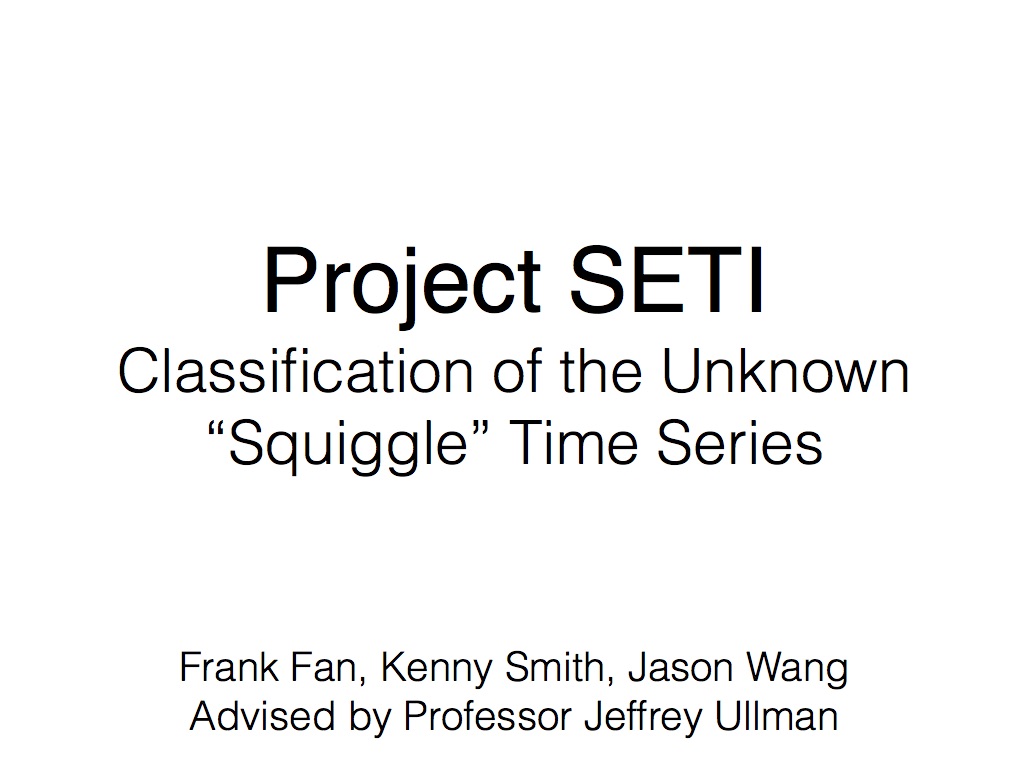 Project SETI
Classification of the Unknown
“Squiggle” Time Series
Frank Fan, Kenny Smith, Jason Wang
Advised by Professor Jeffrey Ullman